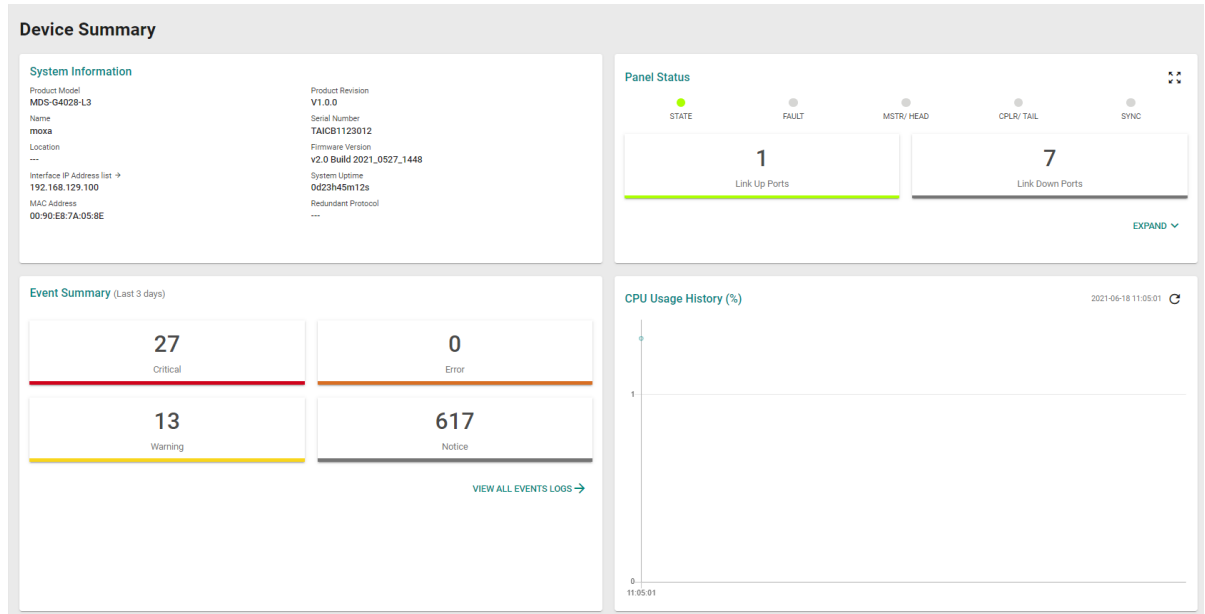 Device Summary
System Information
Product Model
MDS-G4028-L3
Name
moxa
Location
---
Interface IP Address list →
192.168.129.100
MAC Address
00:90:E8:7A:05:8E
Product Revision
V1.0.0
Serial Number
TAICB1123012
Firmware Version
v2.0 Build 2021_0527_1448
System Uptime
0d23h45m12s
Redundant Protocol
---
Panel Status
STATE
FAULT
MSTR/ HEAD
CPLR/ TAIL
SYNC
1
Link Up Ports
7
Link Down Ports
EXPAND
Event Summary (Last 3 days)
27
Critical
0
Error
13
Warning
617
Notice
VIEW ALL EVENTS LOGS →
CPU Usage History (%)
2021-06-18 11:05:01
1
0
11:05:01